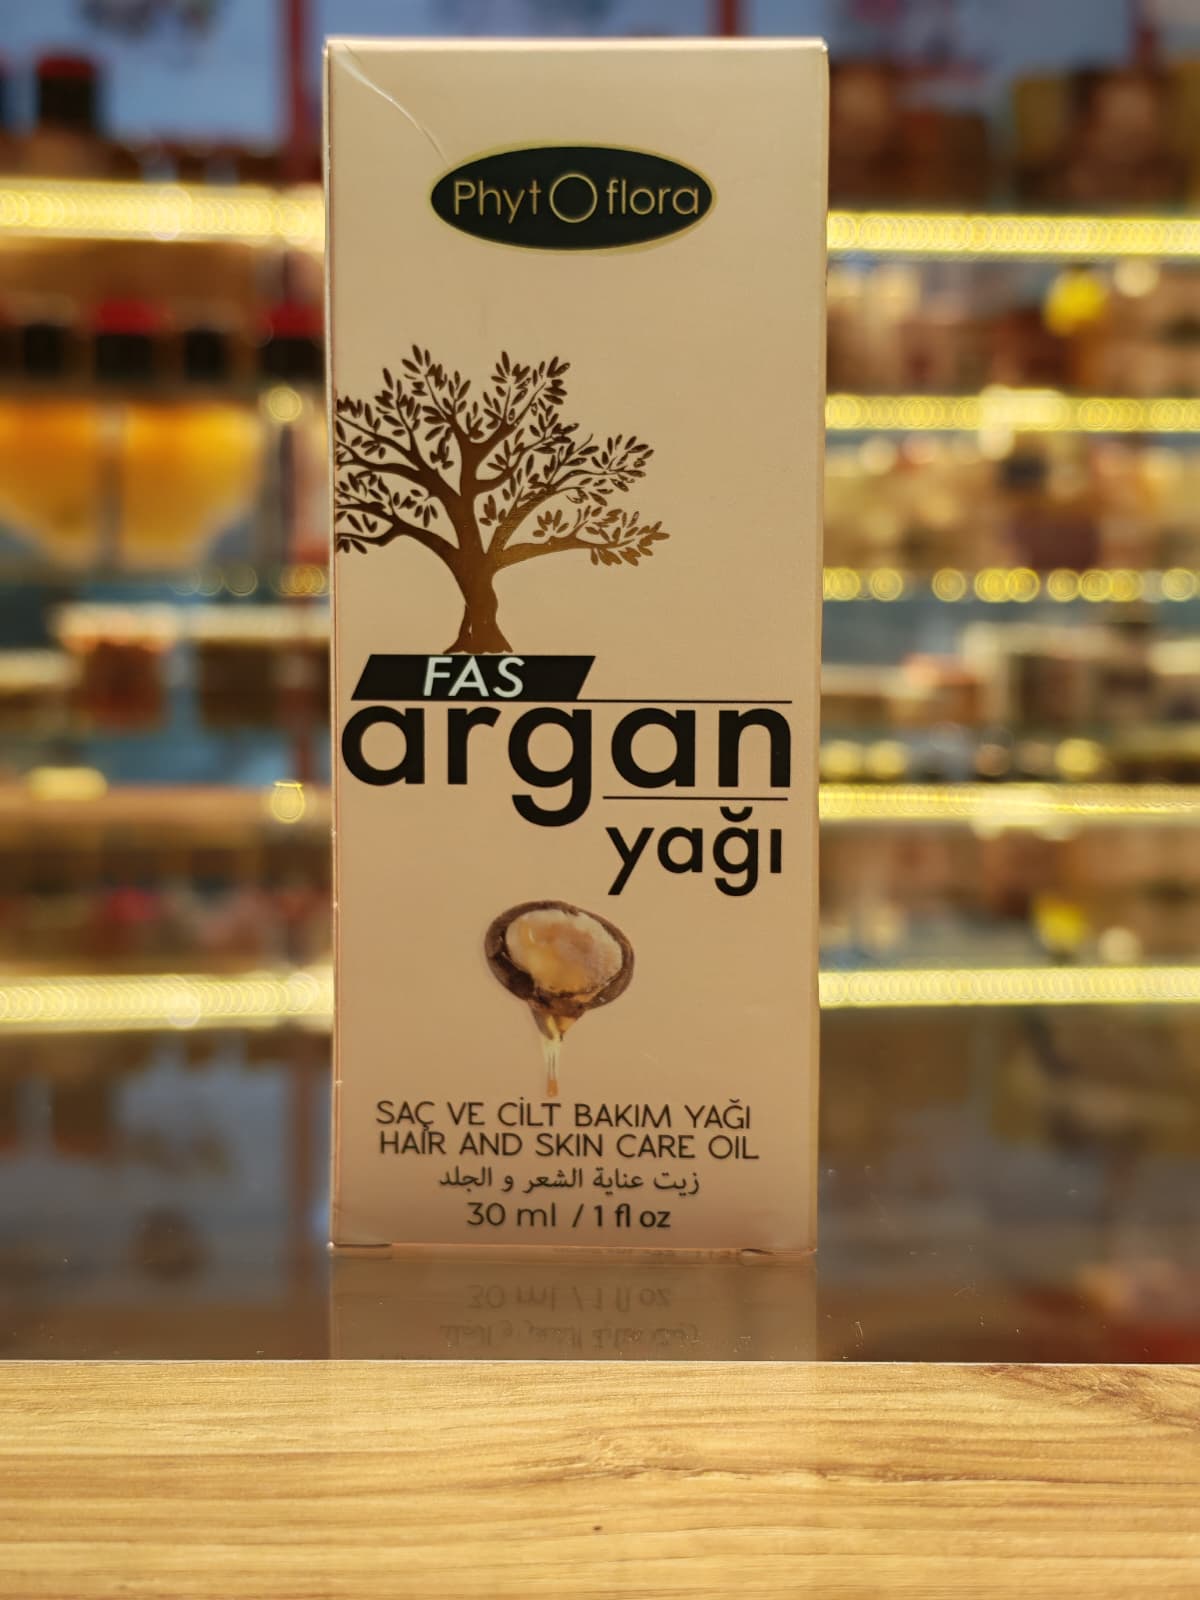 PhytOflora
FAS
argan
yağı
SAÇ VE CİLT BAKIM YAĞI
HAIR AND SKIN CARE OIL
زيت عناية الشعر و الجلد
30 ml / 1 fl oz